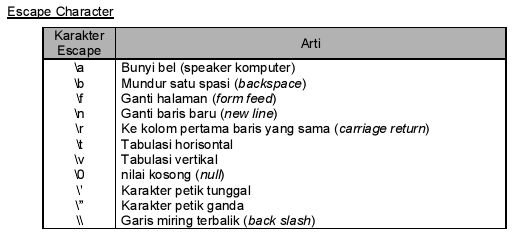 Escape Character
Karakter Escape Arti
\a Bunyi bel (speaker komputer)
\b Mundur satu spasi (backspace)
\f Ganti halaman (form feed)
\n Ganti baris baru (new line)
\r Ke kolom pertama baris yang sama (carriage return)
\t Tabulasi horisontal
\v Tabulasi vertikal
\0 nilai kosong (null)
\’ Karakter petik tunggal
\” Karakter petik ganda
\\ Garis miring terbalik (back slash)